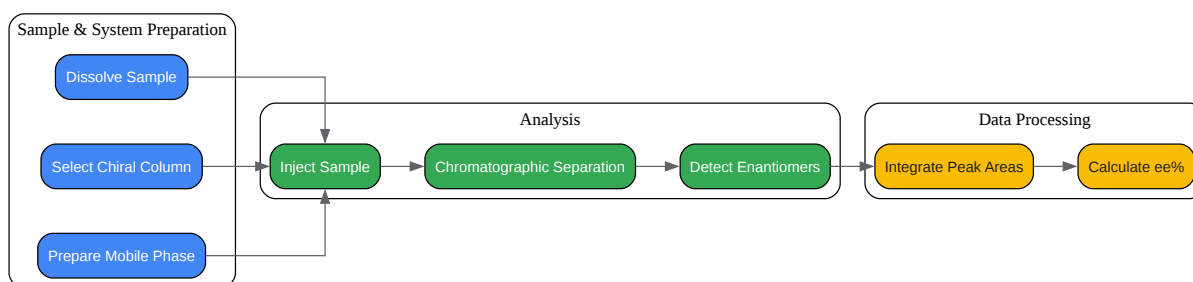 Sample & System Preparation
Dissolve Sample
Select Chiral Column
Prepare Mobile Phase
Analysis
Inject Sample
Chromatographic Separation
Detect Enantiomers
Data Processing
Integrate Peak Areas
Calculate ee%